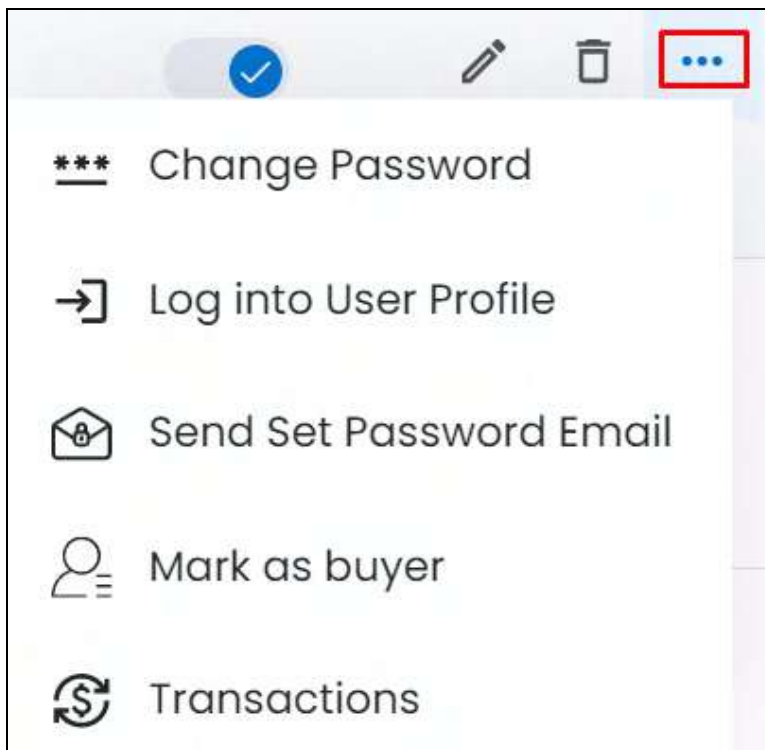 Change Password
Log into User Profile
Send Set Password Email
Mark as buyer
Transactions